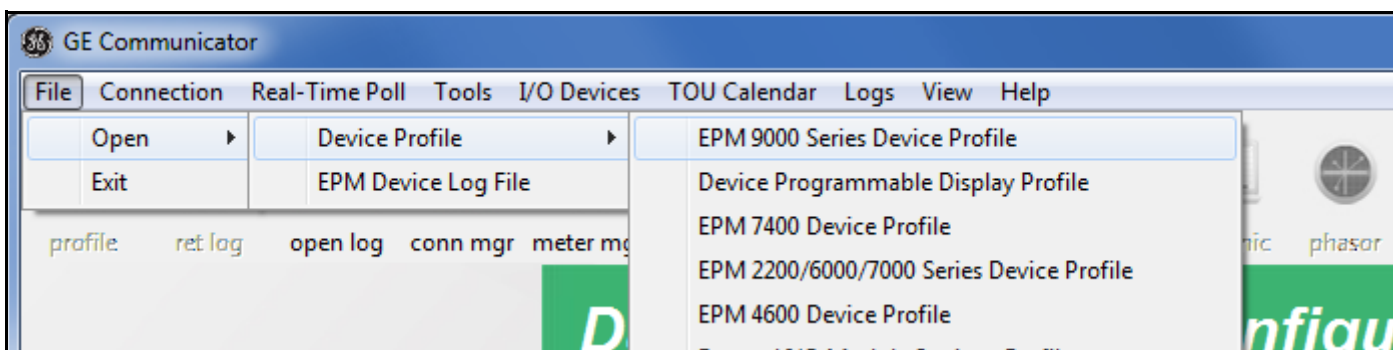 GE Communicator
File Connection Real-Time Poll Tools I/O Devices TOU Calendar Logs View Help
Open Device Profile EPM 9000 Series Device Profile
Exit EPM Device Log File Device Programmable Display Profile
EPM 7400 Device Profile
profile ret log open log conn mgr meter phasor
EPM 2200/6000/7000 Series Device Profile
EPM 4600 Device Profile